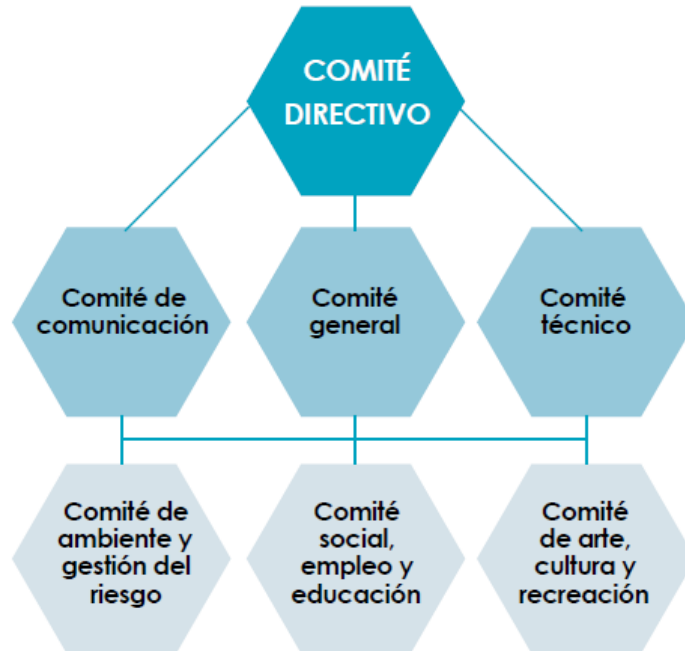 COMITÉ
DIRECTIVO
Comité de
comunicación
Comité
general
Comité
técnico
Comité de
ambiente y
gestión del
riesgo
Comité
social,
empleo y
educación
Comité
de arte,
cultura y
recreación